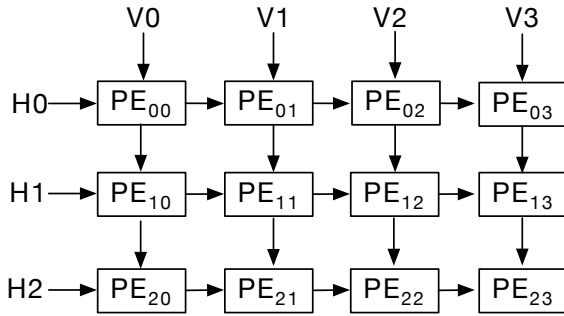 V0 V1 V2 V3
H0 PE00 PE01 PE02 PE03
H1 PE10 PE11 PE12 PE13
H2 PE20 PE21 PE22 PE23